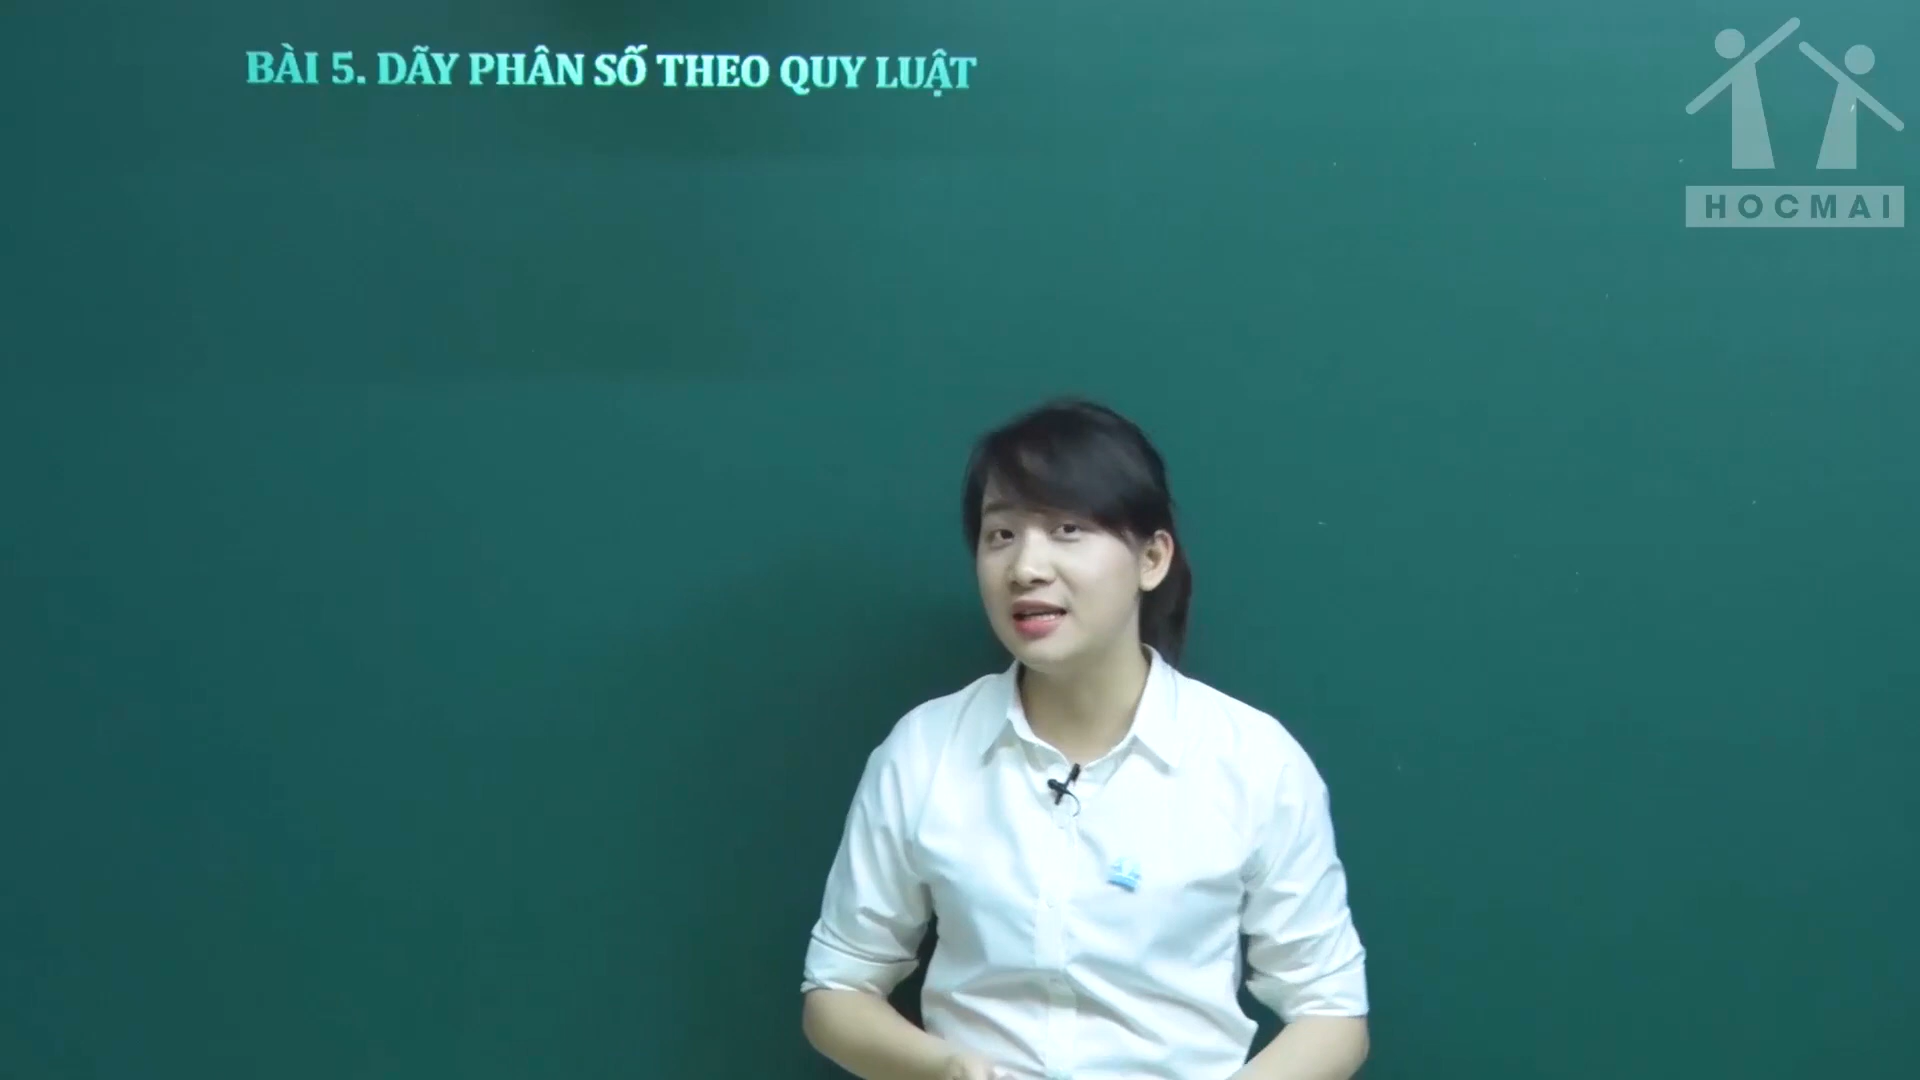 BÀI 5. DÃY PHÂN SỐ THEO QUY LUẬT
HOCMAI